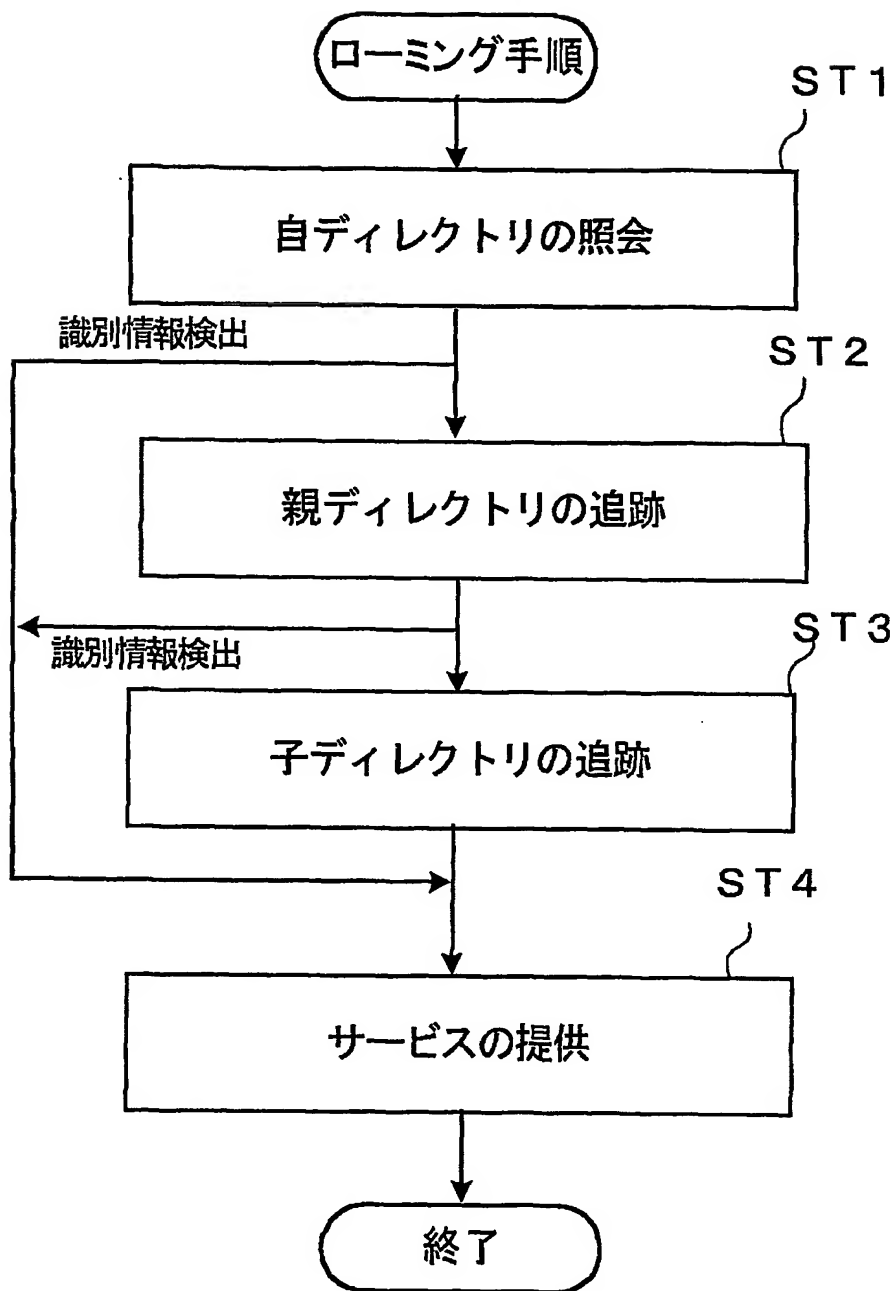 ローミング手順
ST1
自ディレクトリの照会
識別情報検出
ST2
親ディレクトリの追跡
識別情報検出
ST3
子ディレクトリの追跡
ST4
サービスの提供
終了